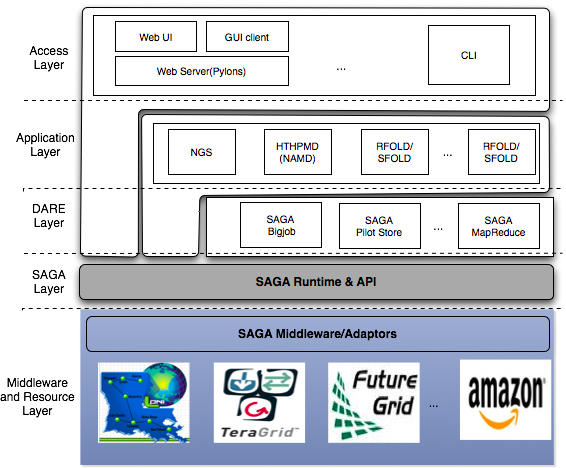 Access
Layer
Web UI
GUI client
Web Server(Pylons)
...
CLI
Application
Layer
NGS
HTHPMD
(NAMD)
RFOLD/
SFOLD
...
RFOLD/
SFOLD
DARE
Layer
SAGA
Bigjob
SAGA
Pilot Store
...
SAGA
MapReduce
SAGA
Layer
SAGA Runtime & API
SAGA Middleware/Adaptors
Middleware
and Resource
Layer
LONI
TeraGrid™
Future
Grid
...
amazon